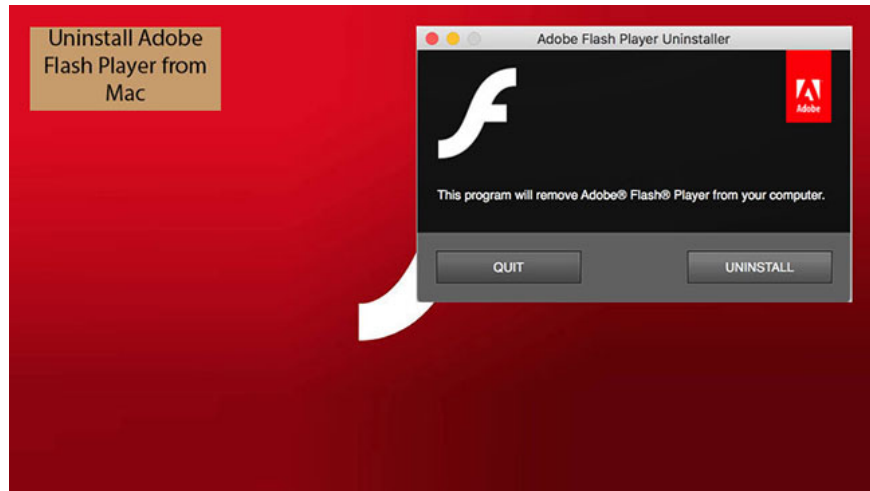 Uninstall Adobe
Flash Player from
Mac
Adobe Flash Player Uninstaller
Adobe
This program will remove Adobe® Flash® Player from your computer.
QUIT
UNINSTALL